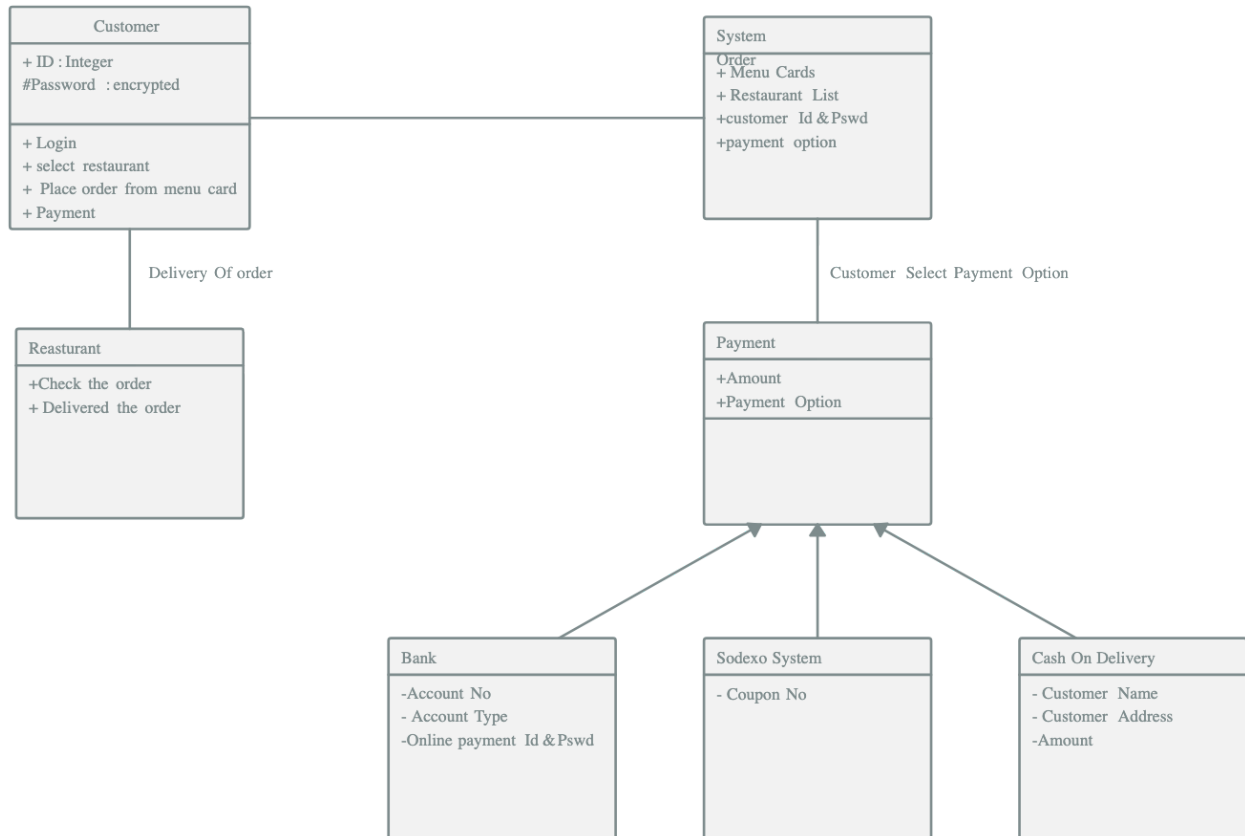 Customer
+ ID : Integer
#Password : encrypted
+ Login
+ select restaurant
+ Place order from menu card
+ Payment
System
Order
+ Menu Cards
+ Restaurant List
+customer Id & Pswd
+payment option
Delivery Of order
Customer Select Payment Option
Reasturant
+Check the order
+ Delivered the order
Payment
+Amount
+Payment Option
Bank
-Account No
- Account Type
-Online payment Id & Pswd
Sodexo System
- Coupon No
Cash On Delivery
- Customer Name
- Customer Address
-Amount